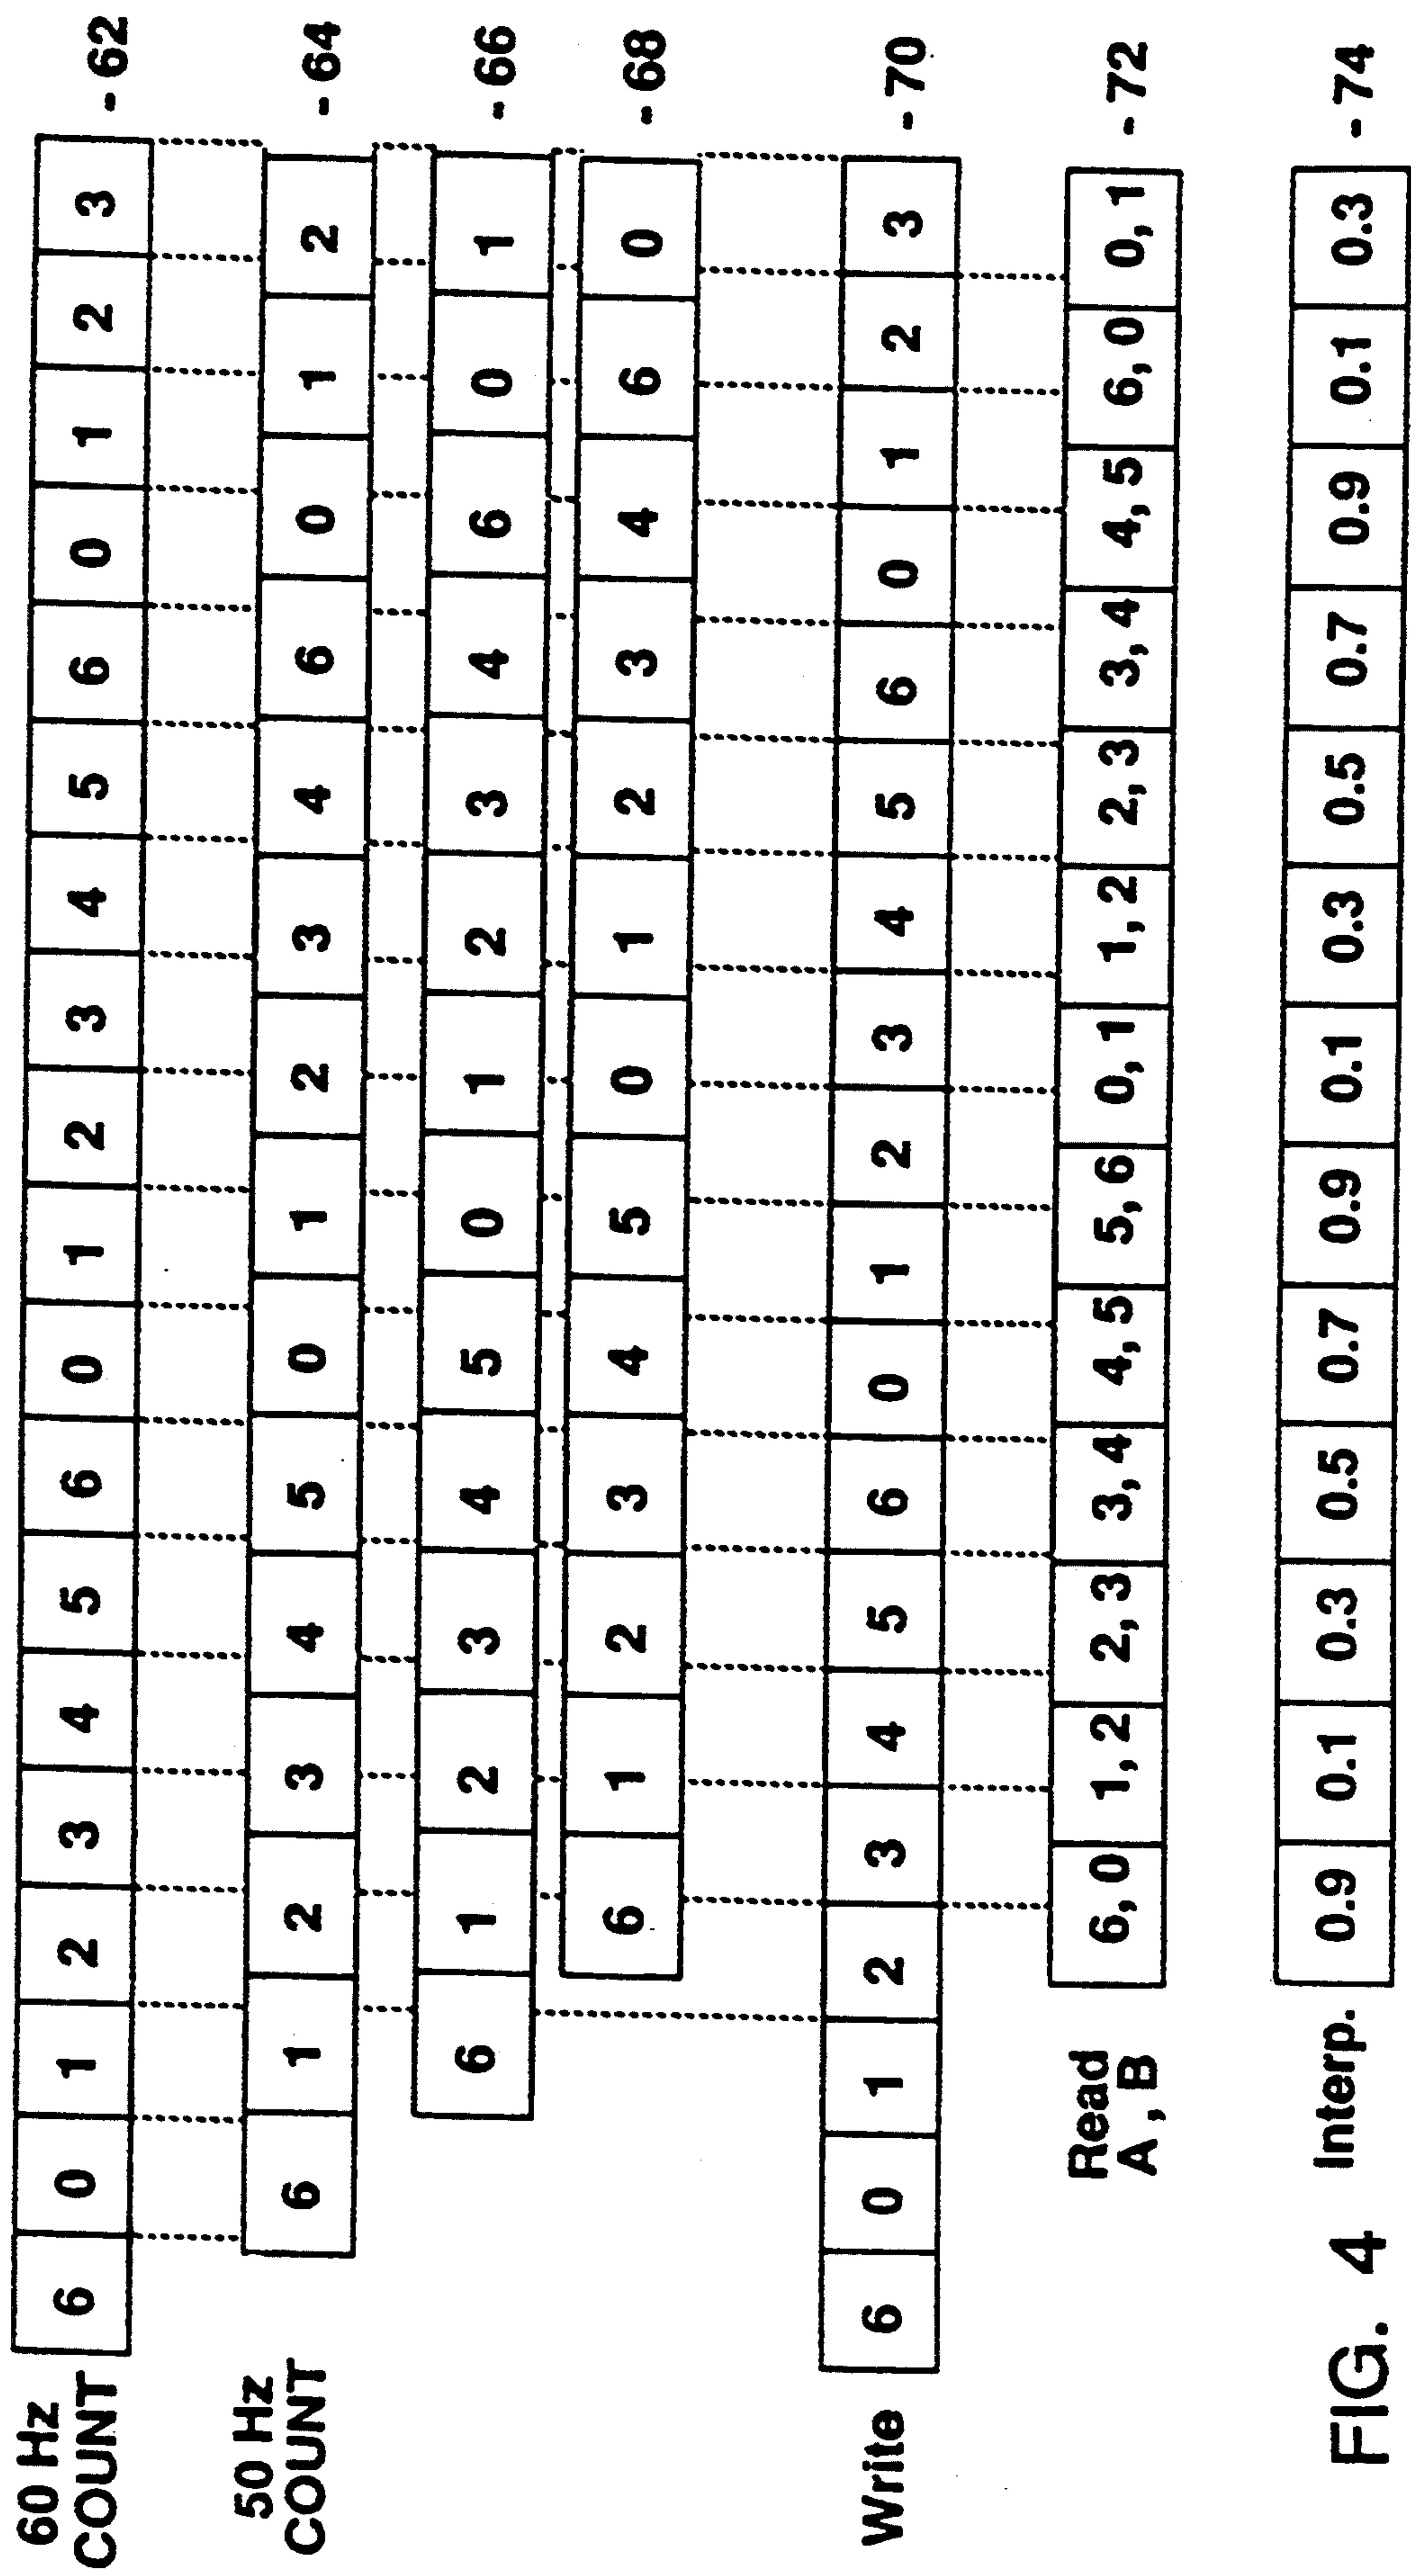 60 Hz
COUNT
6 0 1 2 3 4 5 6 0 1 2 3 4 5 6 0 1 2 3 - 62
50 Hz
COUNT
6 1 2 3 4 5 0 1 2 3 4 6 0 1 2 - 64
6 1 2 3 4 5 0 1 2 3 4 6 0 1 - 66
6 1 2 3 4 5 0 1 2 3 4 6 0 - 68
Write 6 0 1 2 3 4 5 6 0 1 2 3 4 5 6 0 1 2 3 - 70
Read
A, B
6, 0 1, 2 2, 3 3, 4 4, 5 5, 6 0, 1 1, 2 2, 3 3, 4 4, 5 6, 0 0, 1 - 72
Interp. 0.9 0.1 0.3 0.5 0.7 0.9 0.1 0.3 0.5 0.7 0.9 0.1 0.3 - 74
FIG. 4